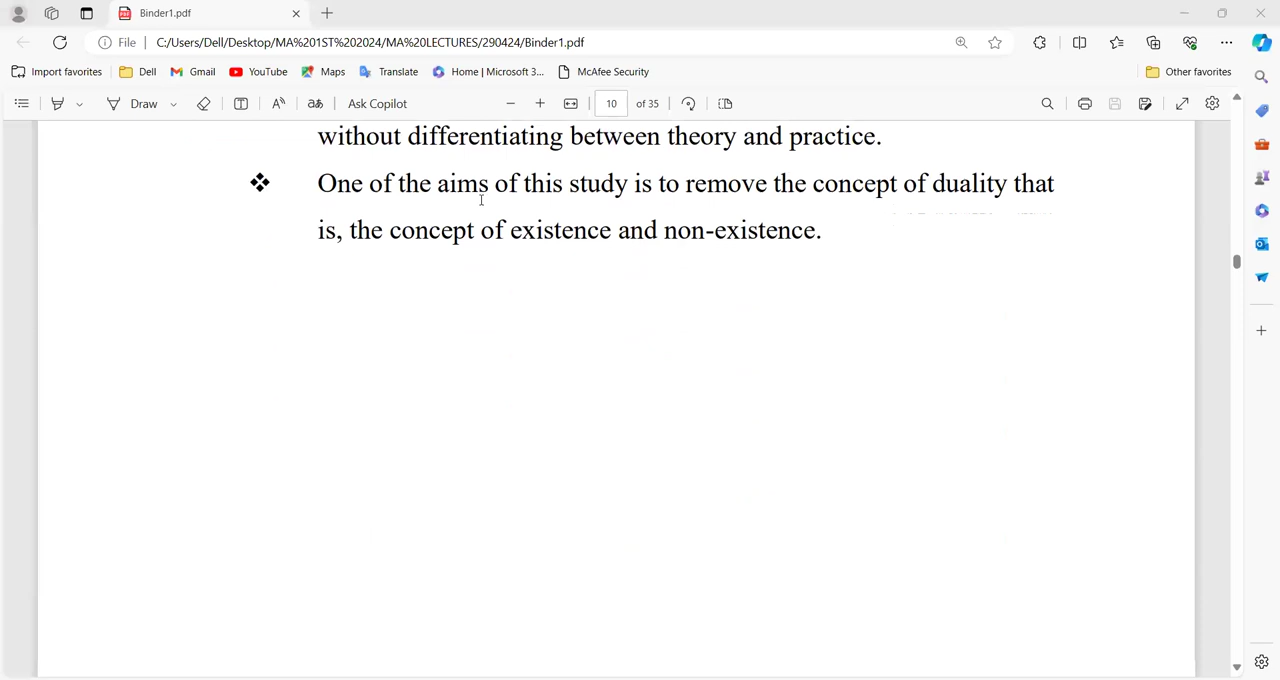 Binder1.pdf
File
C:/Users/Dell/Desktop/MA%201ST%202024/MA%20LECTURES/290424/Binder1.pdf
Import favorites
Dell
Gmail
YouTube
Maps
Translate
Home | Microsoft 3...
McAfee Security
Other favorites
Draw
Ask Copilot
10 of 35
without differentiating between theory and practice.
❖ One of the aims of this study is to remove the concept of duality that
is, the concept of existence and non-existence.